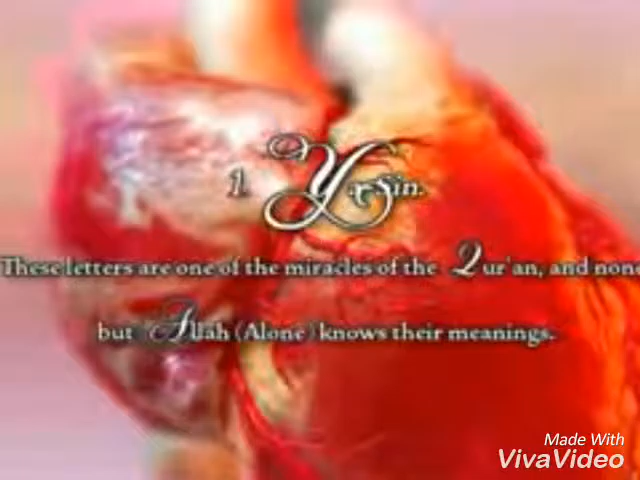 1. Ya-Sin.
These letters are one of the miracles of the Qur'an, and none
but Allah (Alone) knows their meanings.
Made With
VivaVideo